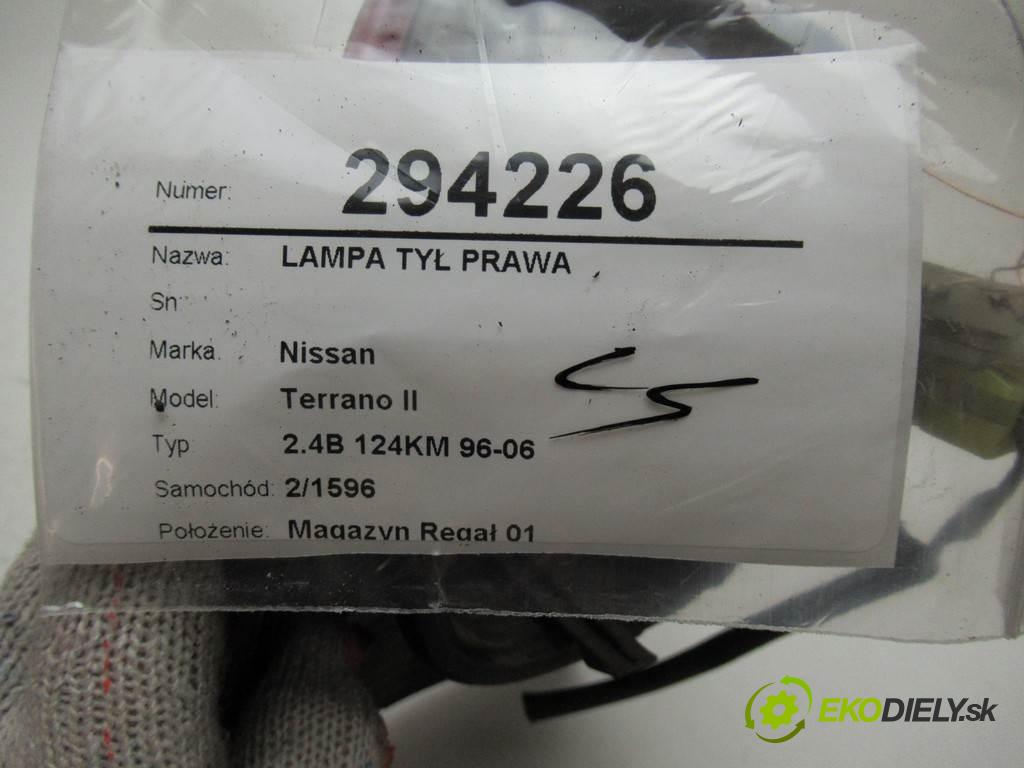 Numer: 294226
Nazwa: LAMPA TYŁ PRAWA
Sn:
Marka. Nissan
Model: Terrano II
Typ 2.4B 124KM 96-06
Samochód: 2/1596
Położenie: Magazyn Regał 01
EKODIELY.sk